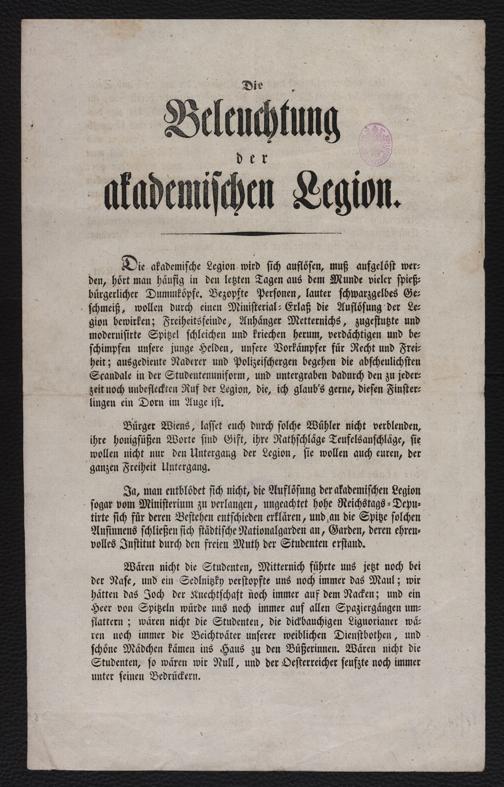 Die
Beleuchtung
der
akademischen Legion.
Die akademische Legion wird sich auflösen, muß aufgelöst wer-
den, hört man häufig in den letzten Tagen aus dem Munde vieler spieß-
bürgerlicher Dummköpfe. Bezopfte Personen, lauter schwarzgelbes Ge-
schmeiß, wollen durch einen Ministerial-Erlaß die Auflösung der Le-
gion bewirken; Freiheitsfeinde, Anhänger Metternichs, zugestutzte und
modernisirte Spitzel schleichen und kriechen herum, verdächtigen und be-
schimpfen unsere junge Helden, unsere Vorkämpfer für Recht und Frei-
heit; ausgediente Naderer und Polizeischergen begehen die abscheulichsten
Scandale in der Studentenuniform, und untergraben dadurch den zu jeder-
zeit noch unbefleckten Ruf der Legion, die, ich glaub's gerne, diesen Finster-
lingen ein Dorn im Auge ist.
Bürger Wiens, lasset euch durch solche Wühler nicht verblenden,
ihre honigsüßen Worte sind Gift, ihre Rathschläge Teufelsanschläge, sie
wollen nicht nur den Untergang der Legion, sie wollen auch euren, der
ganzen Freiheit Untergang.
Ja, man entblödet sich nicht, die Auflösung der akademischen Legion
sogar vom Ministerium zu verlangen, ungeachtet hohe Reichstags-Depu-
tirte sich für deren Bestehen entschieden erklären, und an die Spitze solchen
Ansinnens schließen sich städtische Nationalgarden an, Garden, deren ehren-
volles Institut durch den freien Muth der Studenten erstand.
Wären nicht die Studenten, Mitternich führte uns jetzt noch bei
der Nase, und ein Sedlnitzky verstopfte uns noch immer das Maul; wir
hätten das Joch der Knechtschaft noch immer auf dem Nacken; und ein
Heer von Spitzeln würde uns noch immer auf allen Spaziergängen um-
flattern; wären nicht die Studenten, die dickbauchigen Liguorianer wä-
ren noch immer die Beichtväter unserer weiblichen Dienstbothen, und
schöne Mädchen kämen ins Haus zu den Büßerinnen. Wären nicht die
Studenten, so wären wir Null, und der Oesterreicher seufzte noch immer
unter seinen Bedrückern.